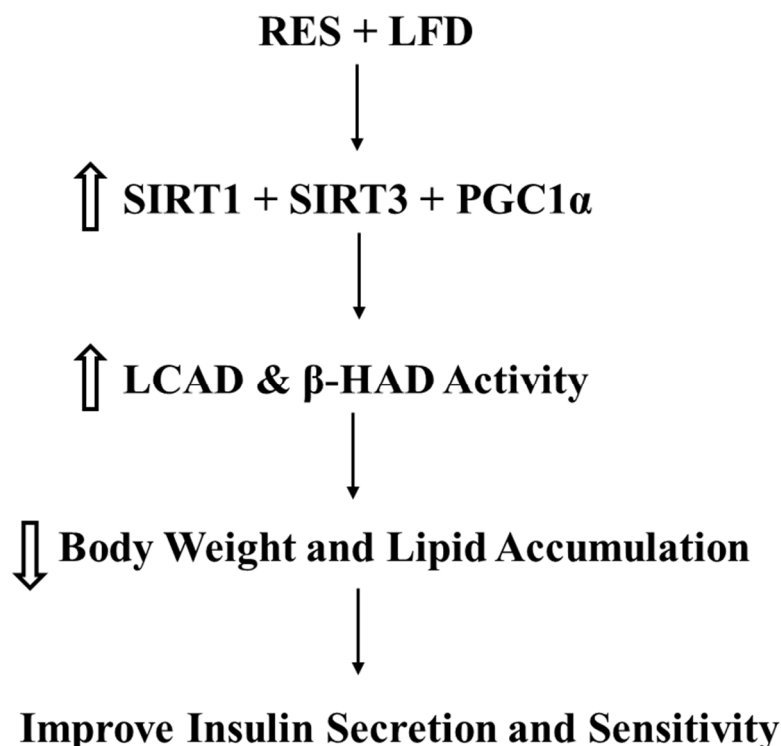 RES + LFD
SIRT1 + SIRT3 + PGC1α
LCAD & β-HAD Activity
Body Weight and Lipid Accumulation
Improve Insulin Secretion and Sensitivity